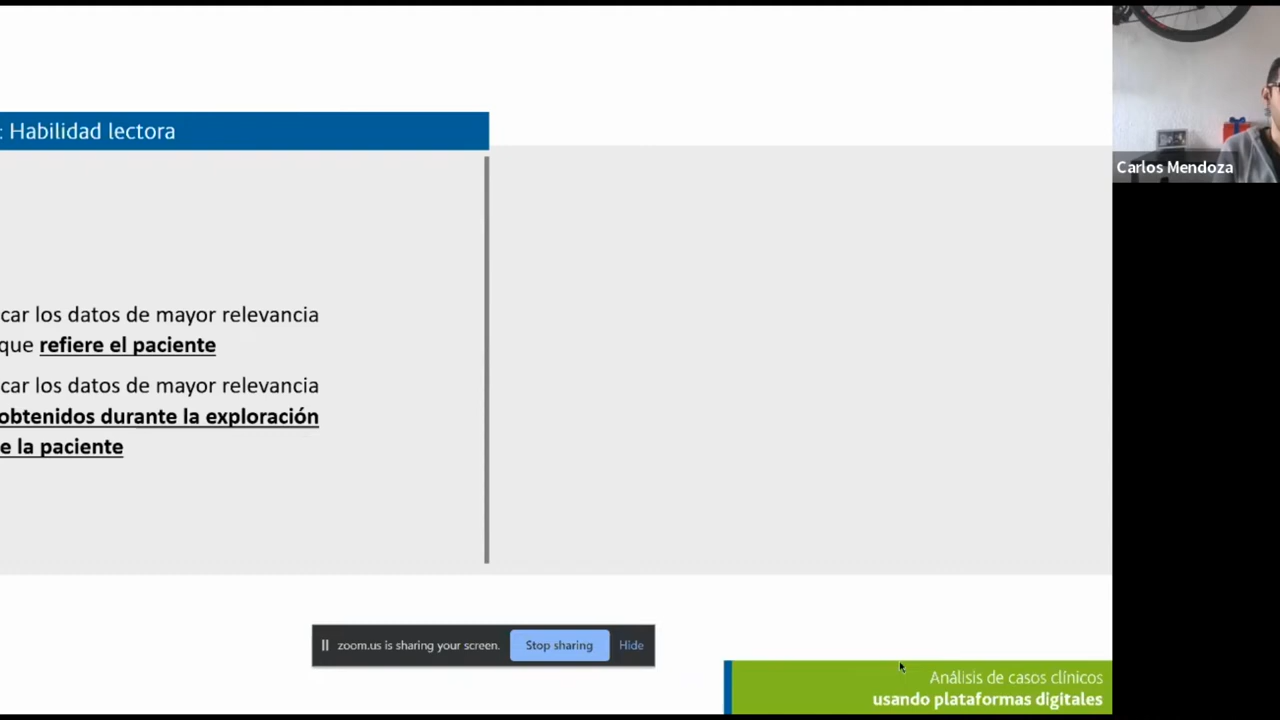 : Habilidad lectora
car los datos de mayor relevancia
que refiere el paciente
car los datos de mayor relevancia
obtenidos durante la exploración
e la paciente
zoom.us is sharing your screen. Stop sharing Hide
Análisis de casos clínicos
usando plataformas digitales
Carlos Mendoza